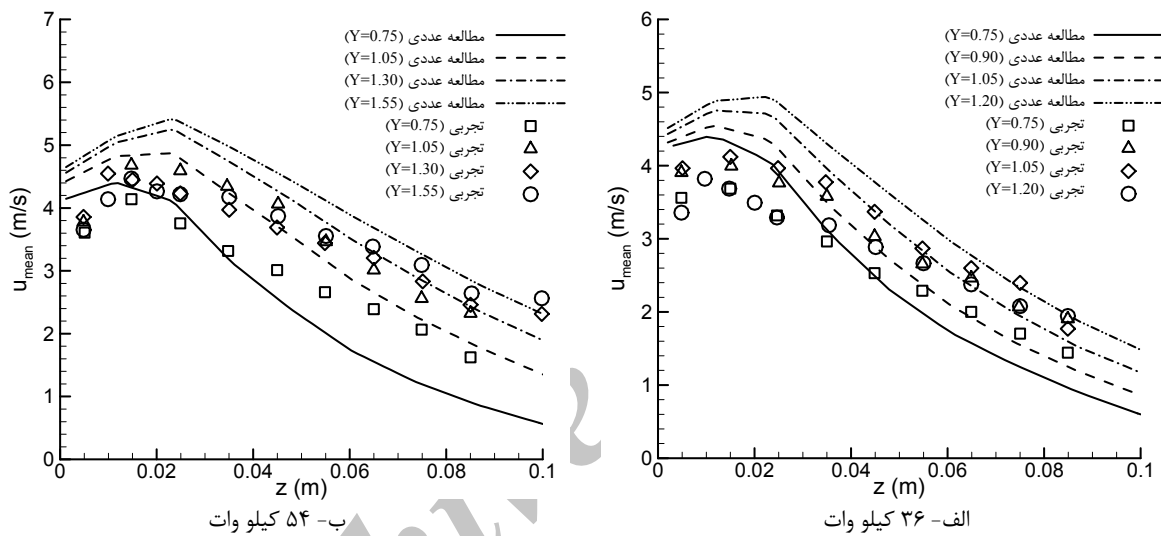 مطالعه عددی (Y=0.75)
مطالعه عددی (Y=0.90)
مطالعه عددی (Y=1.05)
مطالعه عددی (Y=1.20)
تجربی (Y=0.75)
تجربی (Y=0.90)
تجربی (Y=1.05)
تجربی (Y=1.20)
u_mean (m/s)
6
5
4
3
2
1
0
0 0.02 0.04 0.06 0.08 0.1
z (m)
الف- ۳۶ کیلو وات
مطالعه عددی (Y=0.75)
مطالعه عددی (Y=1.05)
مطالعه عددی (Y=1.30)
مطالعه عددی (Y=1.55)
تجربی (Y=0.75)
تجربی (Y=1.05)
تجربی (Y=1.30)
تجربی (Y=1.55)
u_mean (m/s)
7
6
5
4
3
2
1
0
0 0.02 0.04 0.06 0.08 0.1
z (m)
ب- ۵۴ کیلو وات